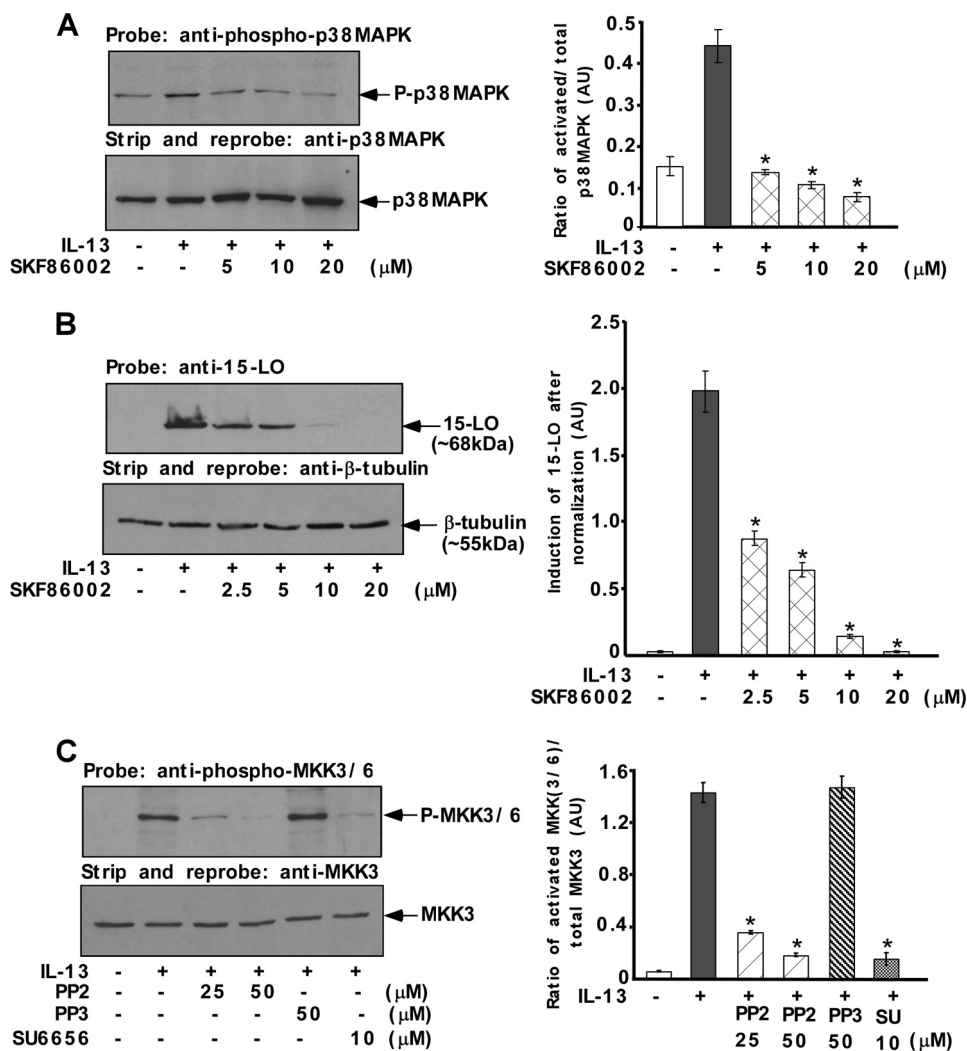 A
Probe: anti-phospho-p38MAPK
P-p38MAPK
Strip and reprobe: anti-p38MAPK
p38MAPK
IL-13 - + + + +
SKF86002 - - 5 10 20 (μM)
Ratio of activated/ total
p38MAPK (AU)
0.5
0.4
0.2
0.1
0
IL-13 - + + + +
SKF86002 - - 5 10 20 (μM)
* * *
B
Probe: anti-15-LO
15-LO
(~68kDa)
Strip and reprobe: anti-β-tubulin
β-tubulin
(~55kDa)
IL-13 - + + + + +
SKF86002 - - 2.5 5 10 20 (μM)
Induction of 15-LO after
normalization (AU)
2.5
2.0
1.0
0.5
0
* * * *
IL-13 - + + + + +
SKF86002 - - 2.5 5 10 20 (μM)
C
Probe: anti-phospho-MKK3/ 6
P-MKK3/ 6
Strip and reprobe: anti-MKK3
MKK3
IL-13 - + + + + +
PP2 - - 25 50 - - (μM)
PP3 - - - - 50 - (μM)
SU6656 - - - - - 10 (μM)
Ratio of activated MKK(3/ 6)/
total MKK3 (AU)
1.6
1.2
0.4
0
* * *
IL-13 - + + + + +
PP2 PP2 PP3 SU
25 50 50 10 (μM)